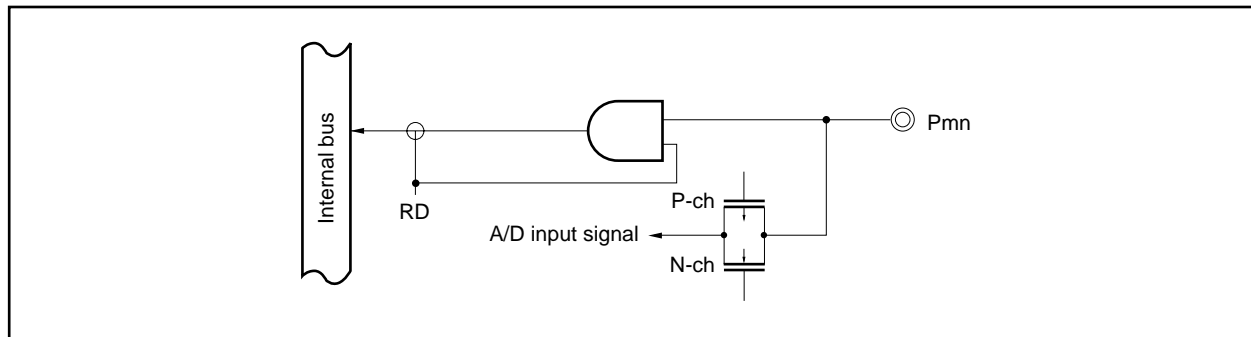 Internal bus
Pmn
P-ch
RD
A/D input signal
N-ch